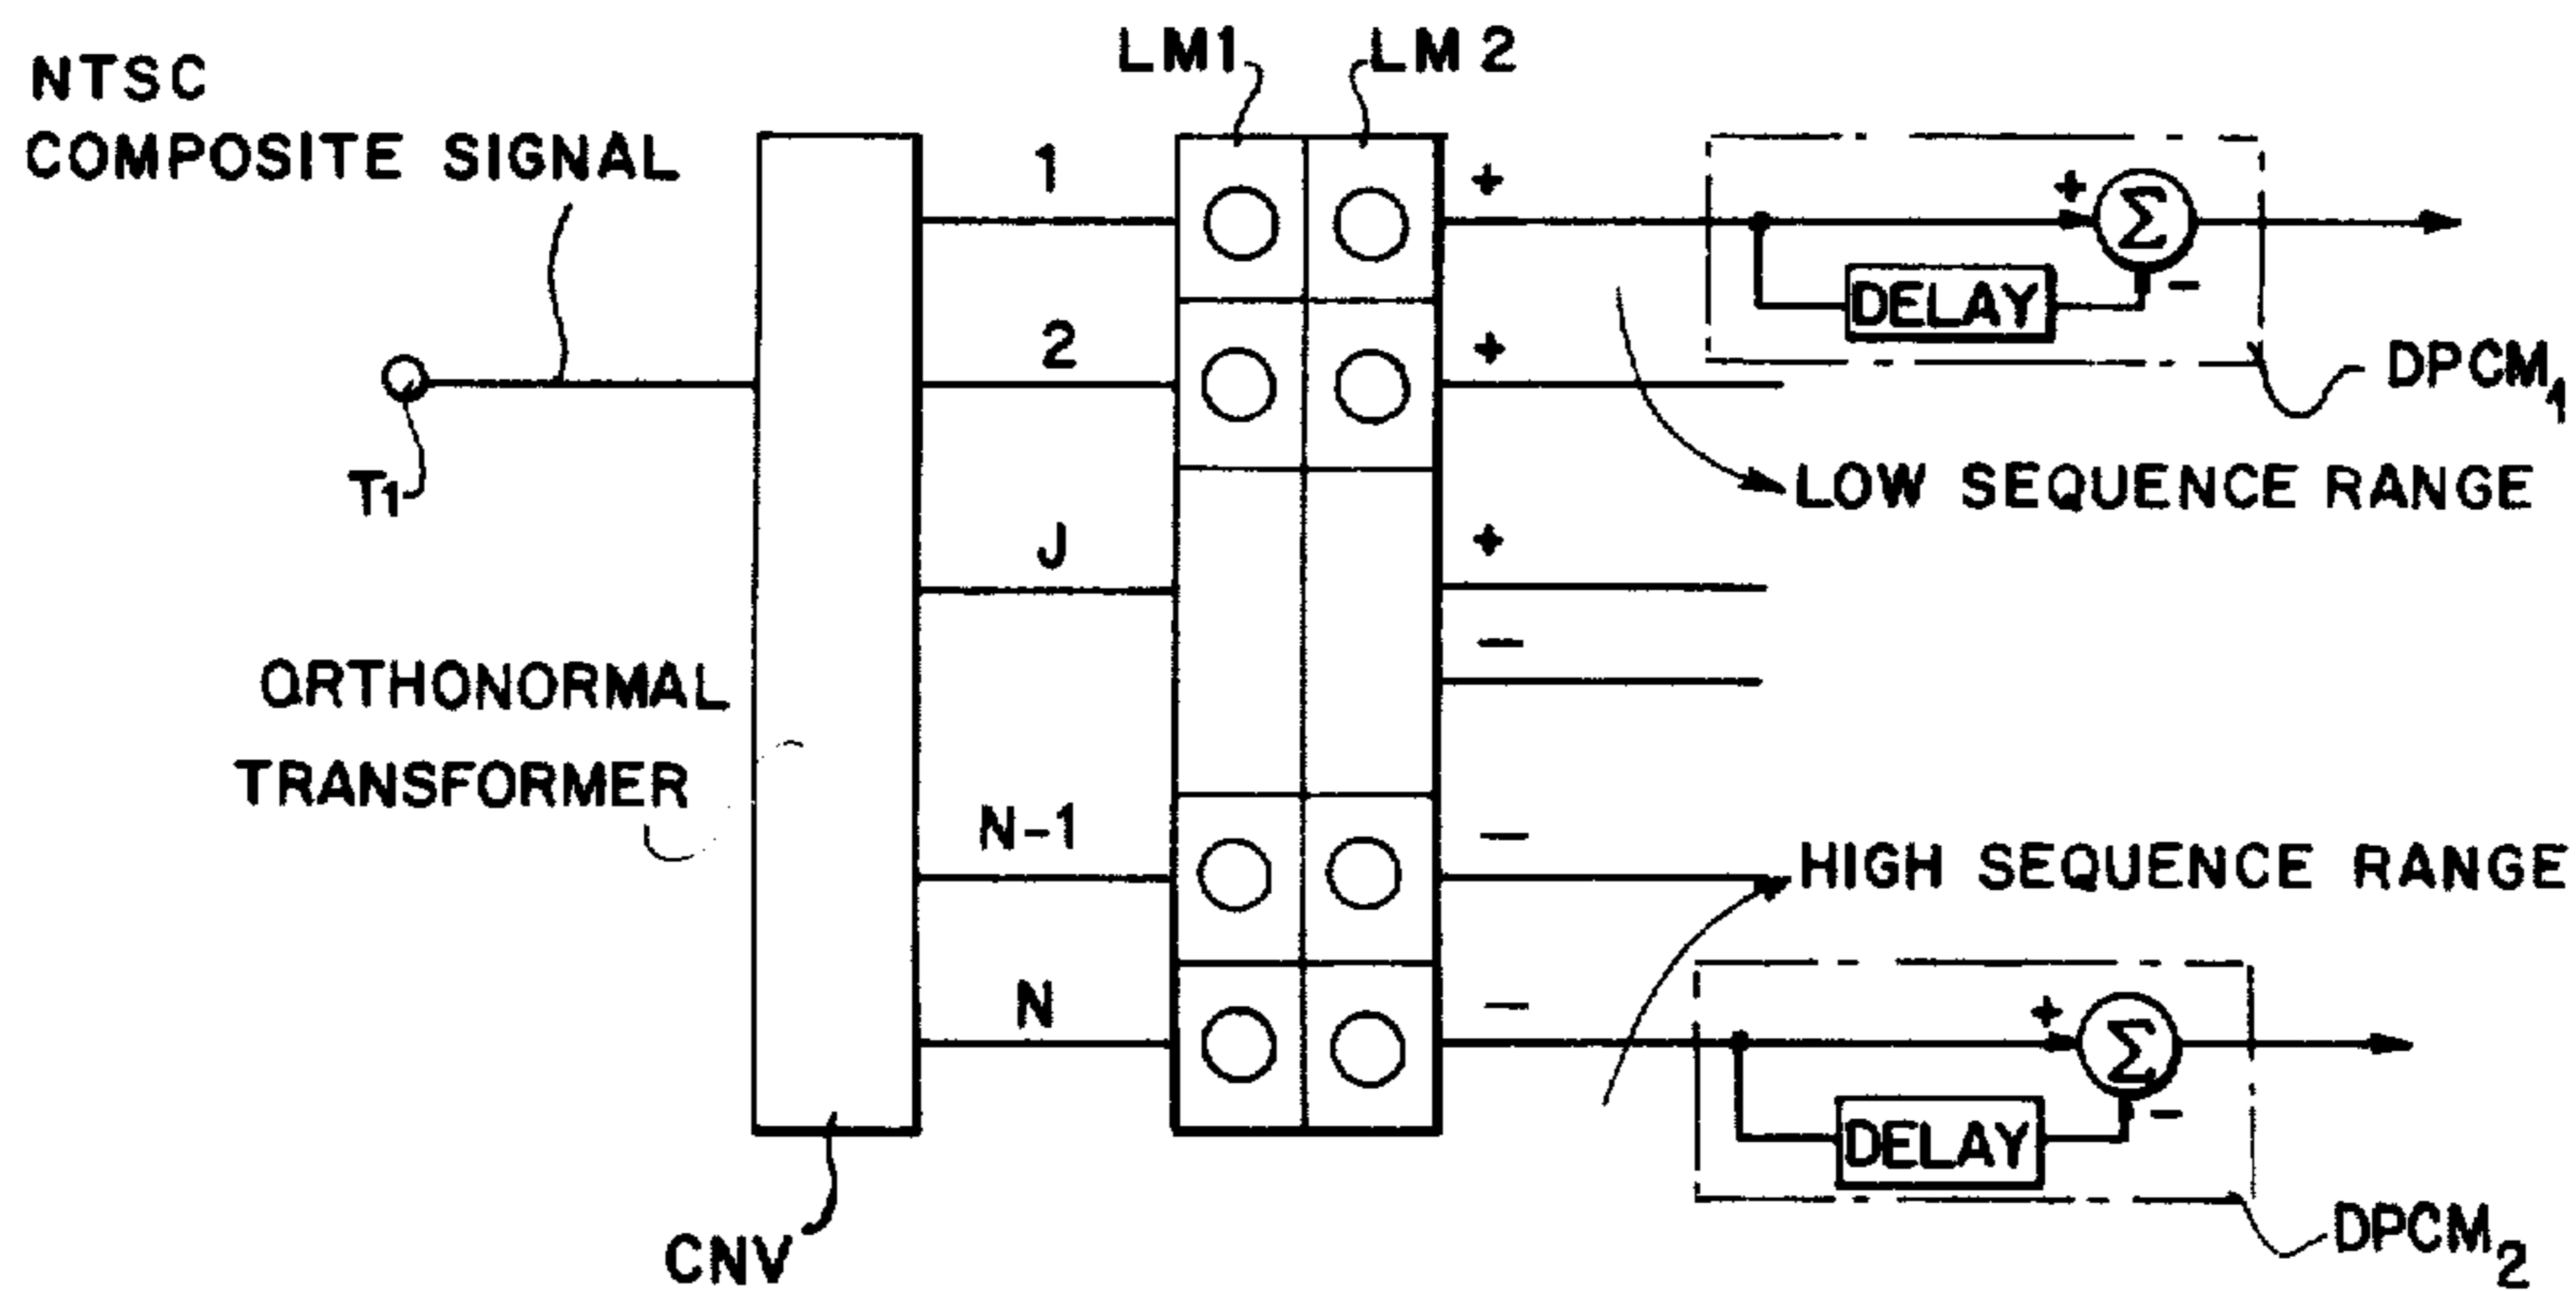 NTSC
COMPOSITE SIGNAL
LM1
LM 2
1
+
+
Σ
DELAY
-
DPCM1
2
+
T1
LOW SEQUENCE RANGE
J
+
-
ORTHONORMAL
TRANSFORMER
N-1
-
HIGH SEQUENCE RANGE
N
-
+
Σ
DELAY
-
CNV
DPCM2